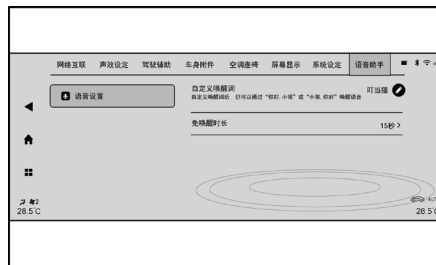 网络互联 声效设定 驾驶辅助 车身附件 空调座椅 屏幕显示 系统设定 语音助手
语音设置
自定义唤醒词
叮当猫
自定义唤醒词后，仍可以通过“你好，小埃”或“小埃，你好”唤醒语音
免唤醒时长
15秒
2
28.5℃
AUT
28.5℃